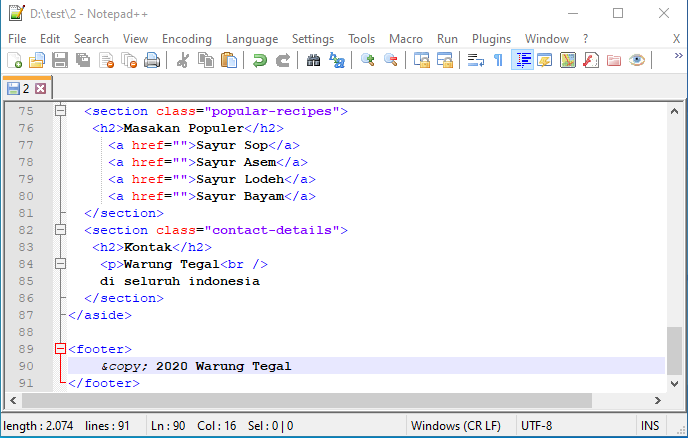 D:\test\2 - Notepad++
File Edit Search View Encoding Language Settings Tools Macro Run Plugins Window ? X
2
75 <section class="popular-recipes">
76 <h2>Masakan Populer</h2>
77 <a href="">Sayur Sop</a>
78 <a href="">Sayur Asem</a>
79 <a href="">Sayur Lodeh</a>
80 <a href="">Sayur Bayam</a>
81 </section>
82 <section class="contact-details">
83 <h2>Kontak</h2>
84 <p>Warung Tegal<br />
85 di seluruh indonesia
86 </section>
87 </aside>
88
89 <footer>
90 &copy; 2020 Warung Tegal
91 </footer>
length : 2.074 lines : 91 Ln : 90 Col : 16 Sel : 0 | 0 Windows (CR LF) UTF-8 INS